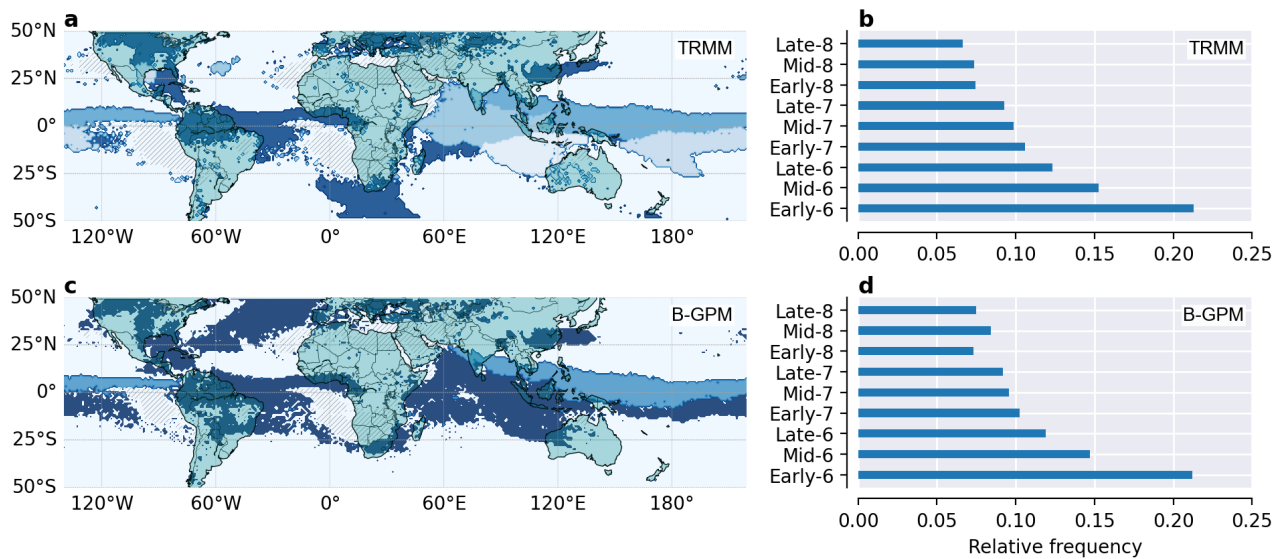 a
50°N
25°N
0°
25°S
50°S
120°W 60°W 0° 60°E 120°E 180°
TRMM
b
TRMM
Late-8
Mid-8
Early-8
Late-7
Mid-7
Early-7
Late-6
Mid-6
Early-6
0.00 0.05 0.10 0.15 0.20 0.25
c
50°N
25°N
0°
25°S
50°S
120°W 60°W 0° 60°E 120°E 180°
B-GPM
d
B-GPM
Late-8
Mid-8
Early-8
Late-7
Mid-7
Early-7
Late-6
Mid-6
Early-6
0.00 0.05 0.10 0.15 0.20 0.25
Relative frequency